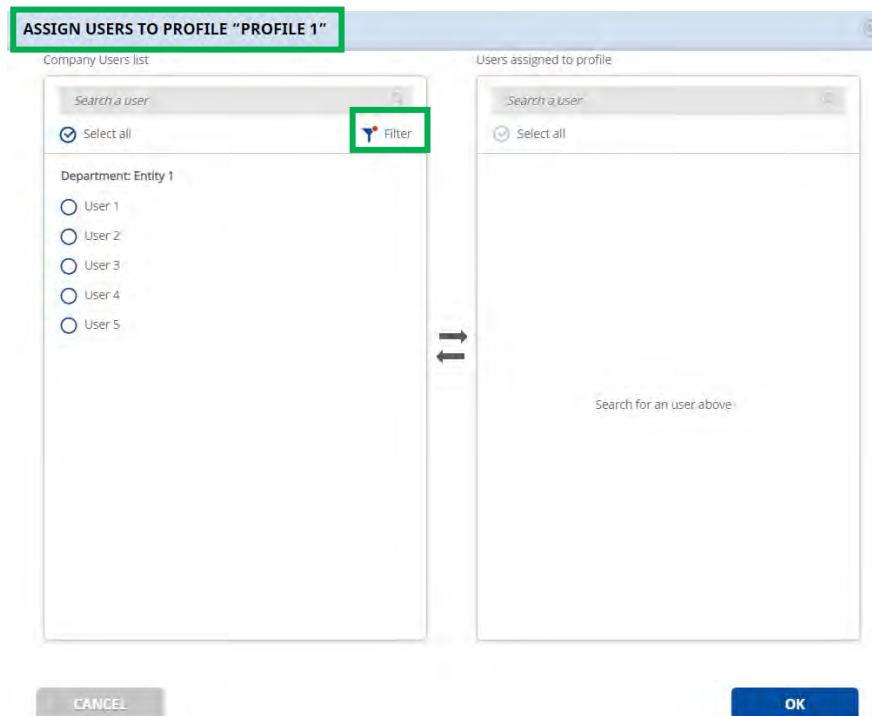 ASSIGN USERS TO PROFILE “PROFILE 1”
Company Users list
Search a user
Select all
Filter
Department: Entity 1
User 1
User 2
User 3
User 4
User 5
Users assigned to profile
Search a user
Select all
Search for an user above
CANCEL
OK